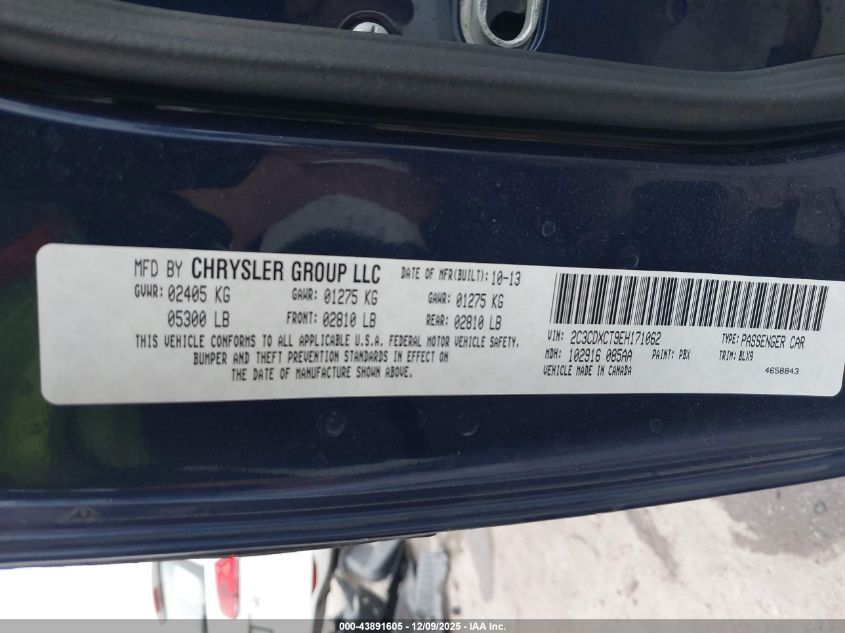 MFD BY CHRYSLER GROUP LLC DATE OF MFR(BUILT): 10-13
GVWR: 02405 KG GAWR: 01275 KG GAWR: 01275 KG
05300 LB FRONT: 02810 LB REAR: 02810 LB
THIS VEHICLE CONFORMS TO ALL APPLICABLE U.S.A. FEDERAL MOTOR VEHICLE SAFETY,
BUMPER AND THEFT PREVENTION STANDARDS IN EFFECT ON
THE DATE OF MANUFACTURE SHOWN ABOVE.
VIN: 2C3CDXCT9EH171062 TYPE: PASSENGER CAR
MDH: 102916 085AA PAINT: PBX TRIM: BLX9
VEHICLE MADE IN CANADA 4658843
000-43891605 - 12/09/2025 - IAA Inc.